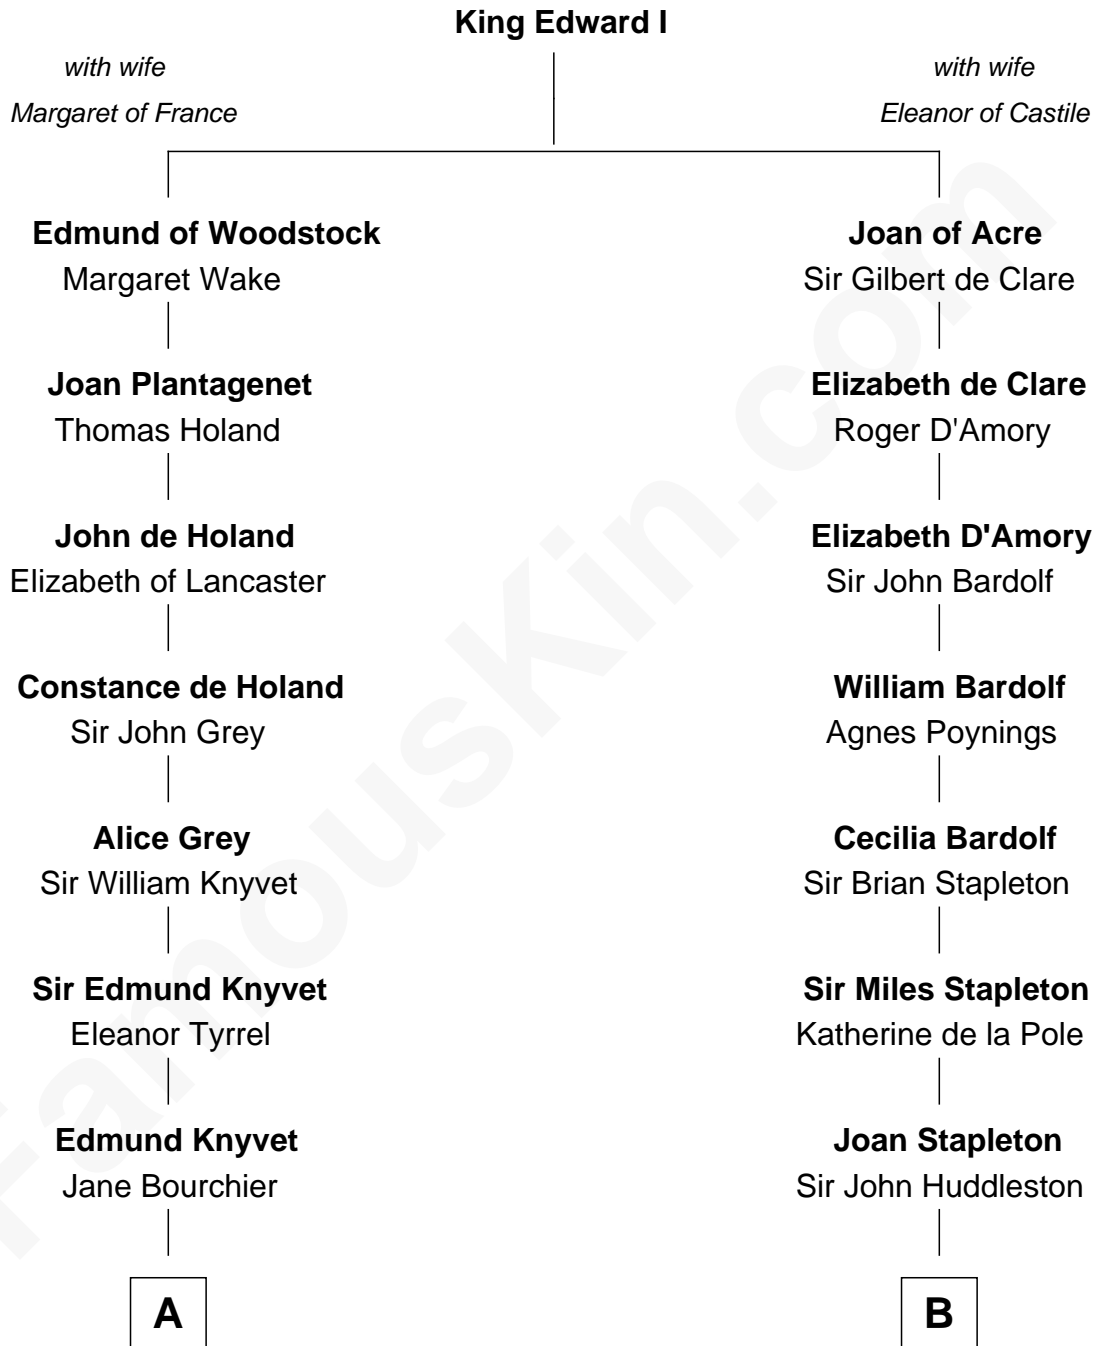 King Edward I
with wife
Margaret of France
with wife
Eleanor of Castile
Edmund of Woodstock
Margaret Wake
Joan of Acre
Sir Gilbert de Clare
Joan Plantagenet
Thomas Holand
Elizabeth de Clare
Roger D'Amory
John de Holand
Elizabeth of Lancaster
Elizabeth D'Amory
Sir John Bardolf
Constance de Holand
Sir John Grey
William Bardolf
Agnes Poynings
Alice Grey
Sir William Knyvet
Cecilia Bardolf
Sir Brian Stapleton
Sir Edmund Knyvet
Eleanor Tyrrel
Sir Miles Stapleton
Katherine de la Pole
Edmund Knyvet
Jane Bourchier
Joan Stapleton
Sir John Huddleston
A
B
FamousKin.com